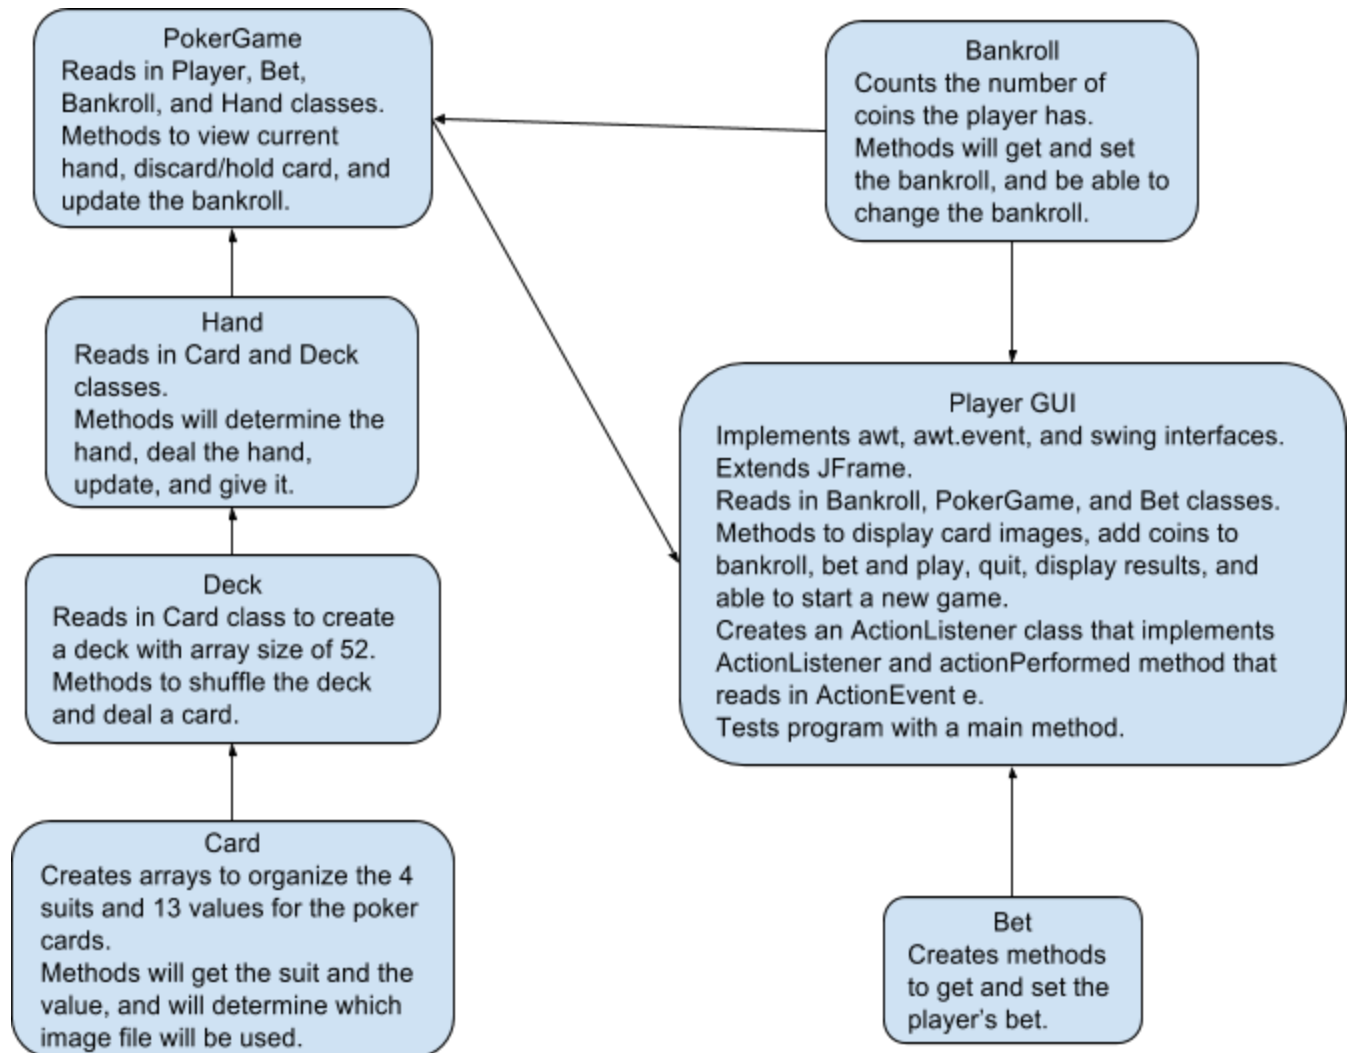 PokerGame
Reads in Player, Bet,
Bankroll, and Hand classes.
Methods to view current
hand, discard/hold card, and
update the bankroll.
Bankroll
Counts the number of
coins the player has.
Methods will get and set
the bankroll, and be able to
change the bankroll.
Hand
Reads in Card and Deck
classes.
Methods will determine the
hand, deal the hand,
update, and give it.
Player GUI
Implements awt, awt.event, and swing interfaces.
Extends JFrame.
Reads in Bankroll, PokerGame, and Bet classes.
Methods to display card images, add coins to
bankroll, bet and play, quit, display results, and
able to start a new game.
Creates an ActionListener class that implements
ActionListener and actionPerformed method that
reads in ActionEvent e.
Tests program with a main method.
Deck
Reads in Card class to create
a deck with array size of 52.
Methods to shuffle the deck
and deal a card.
Card
Creates arrays to organize the 4
suits and 13 values for the poker
cards.
Methods will get the suit and the
value, and will determine which
image file will be used.
Bet
Creates methods
to get and set the
player's bet.